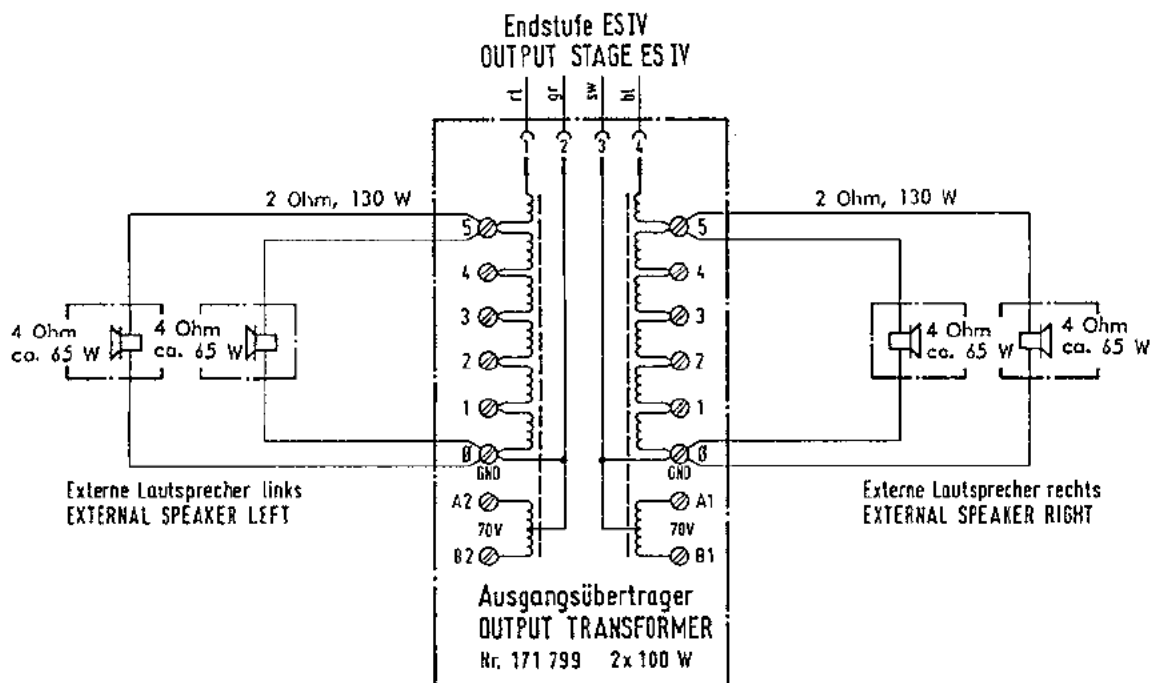 Endstufe ES IV
OUTPUT STAGE ES IV
rt gr sw bl
1 2 3 4
2 Ohm, 130 W
2 Ohm, 130 W
5 5
4 4
3 3
4 Ohm
ca. 65 W
4 Ohm
ca. 65 W
4 Ohm
ca. 65 W
4 Ohm
ca. 65 W
2 2
1 1
Ø Ø
GND GND
Externe Lautsprecher links
EXTERNAL SPEAKER LEFT
Externe Lautsprecher rechts
EXTERNAL SPEAKER RIGHT
A2 A1
70V 70V
B2 B1
Ausgangsübertrager
OUTPUT TRANSFORMER
Nr. 171 799 2x 100 W